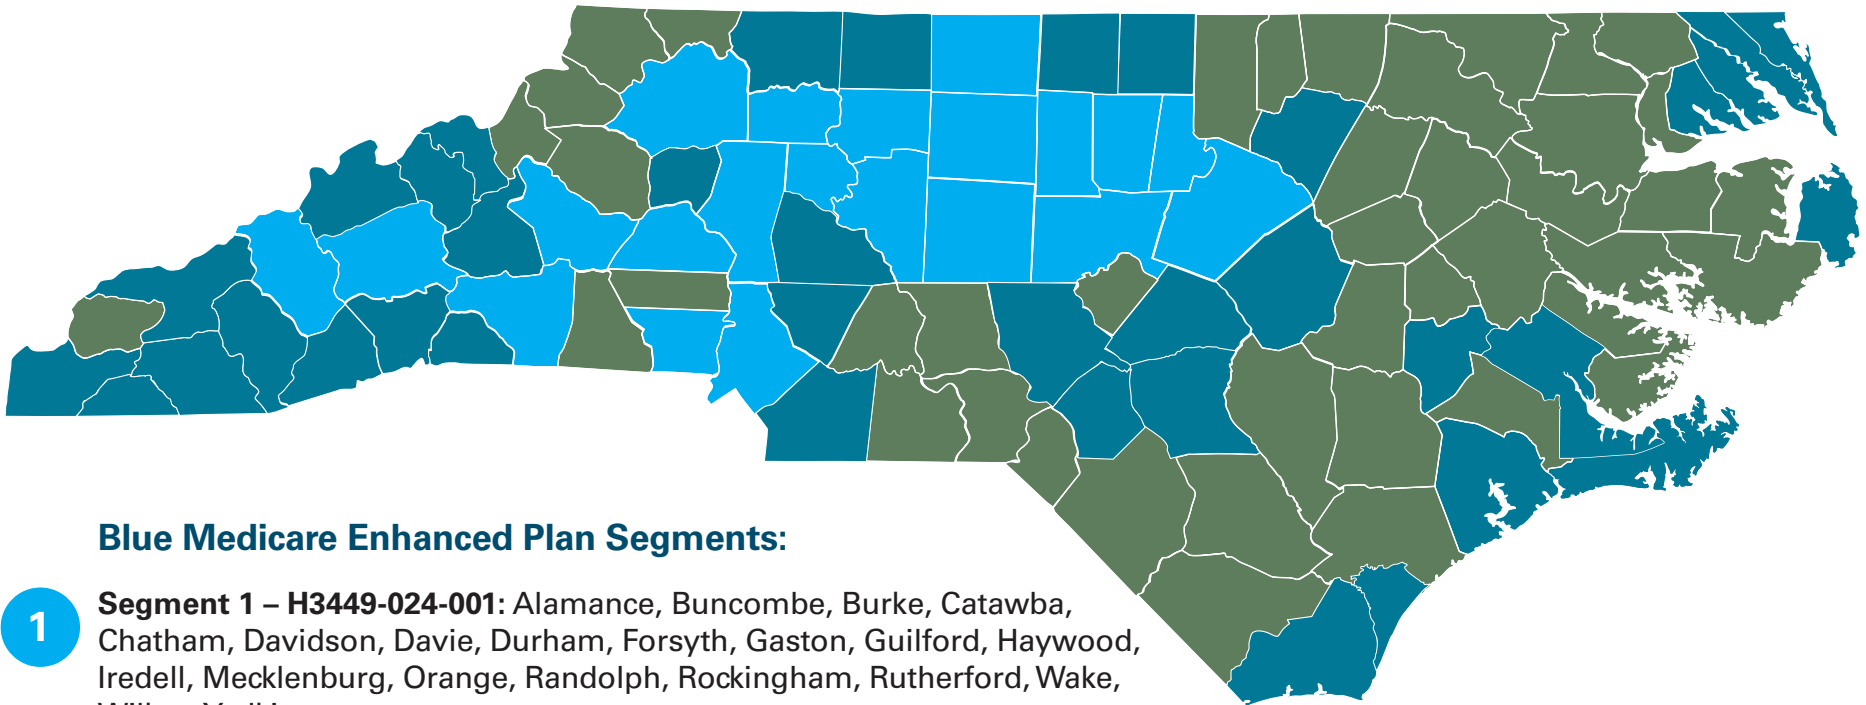 Blue Medicare Enhanced Plan Segments:
1
Segment 1 – H3449-024-001: Alamance, Buncombe, Burke, Catawba,
Chatham, Davidson, Davie, Durham, Forsyth, Gaston, Guilford, Haywood,
Iredell, Mecklenburg, Orange, Randolph, Rockingham, Rutherford, Wake,